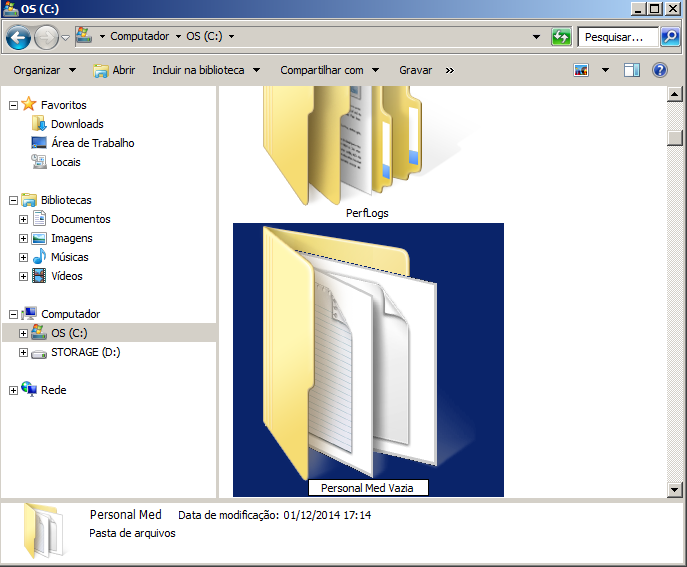 OS (C:)
Computador OS (C:) Pesquisar...
Organizar Abrir Incluir na biblioteca Compartilhar com Gravar »
Favoritos
Downloads
Área de Trabalho
Locais
Bibliotecas
Documentos
Imagens
Músicas
Vídeos
Computador
OS (C:)
STORAGE (D:)
Rede
PerfLogs
Personal Med Vazia
Personal Med Data de modificação: 01/12/2014 17:14
Pasta de arquivos